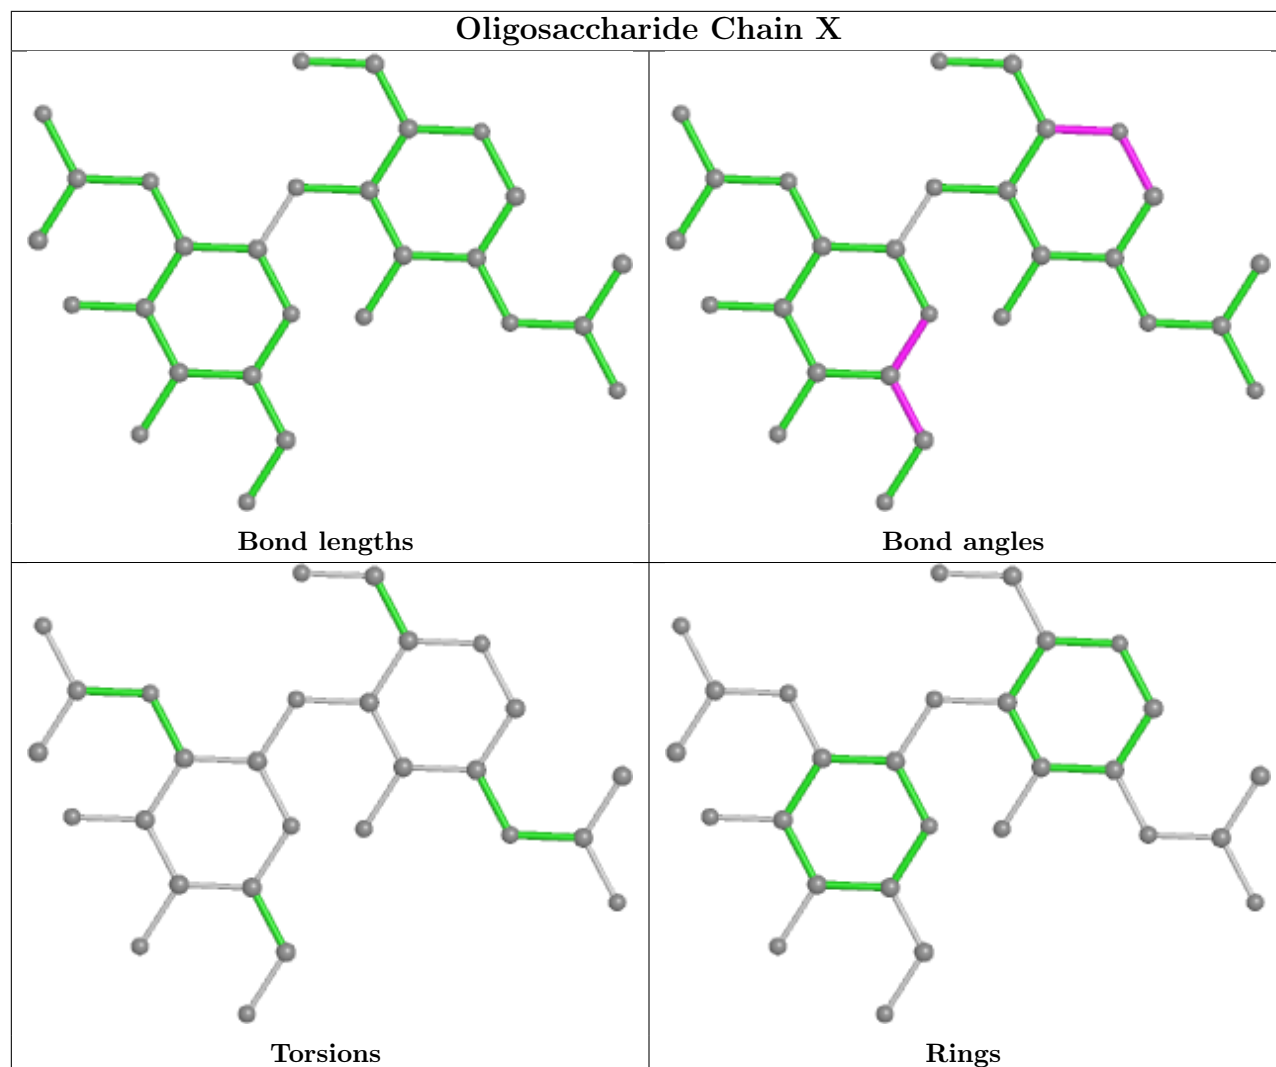 Oligosaccharide Chain X
Bond lengths
Bond angles
Torsions
Rings